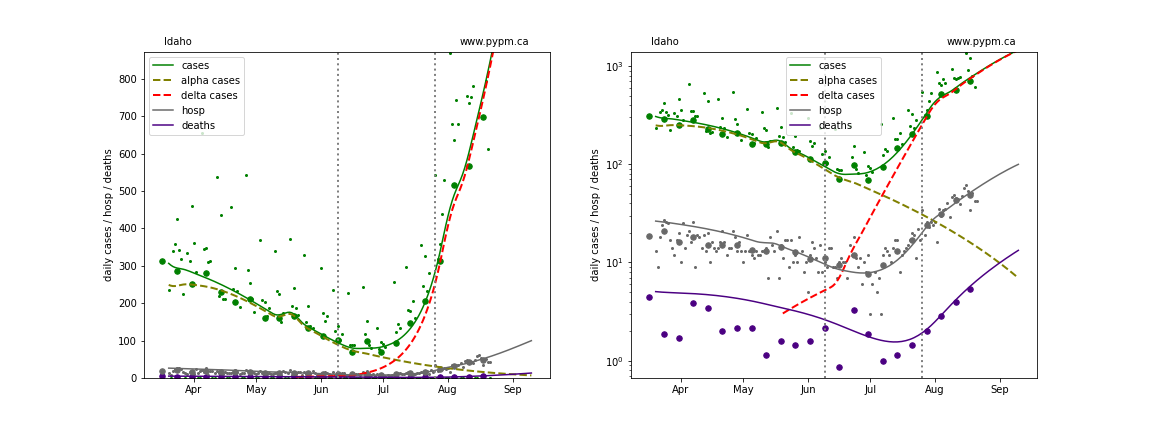 Idaho www.pypm.ca
cases
alpha cases
delta cases
hosp
deaths
daily cases / hosp / deaths
800
700
600
500
400
300
200
100
0
Apr May Jun Jul Aug Sep
Idaho www.pypm.ca
cases
alpha cases
delta cases
hosp
deaths
daily cases / hosp / deaths
10³
10²
10¹
10⁰
Apr May Jun Jul Aug Sep